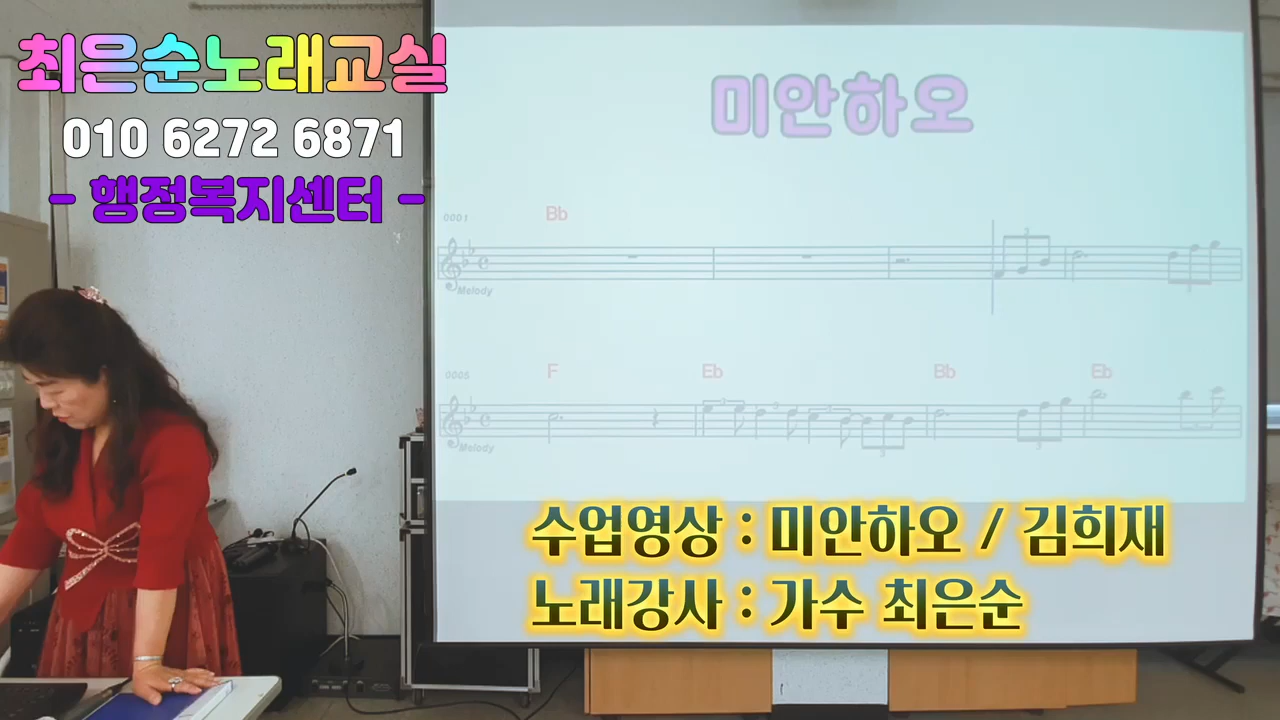 최은순노래교실
010 6272 6871
- 행정복지센터 -
미안하오
0001
Bb
Melody
0005
F Eb Bb Eb
Melody
수업영상 : 미안하오 / 김희재
노래강사 : 가수 최은순